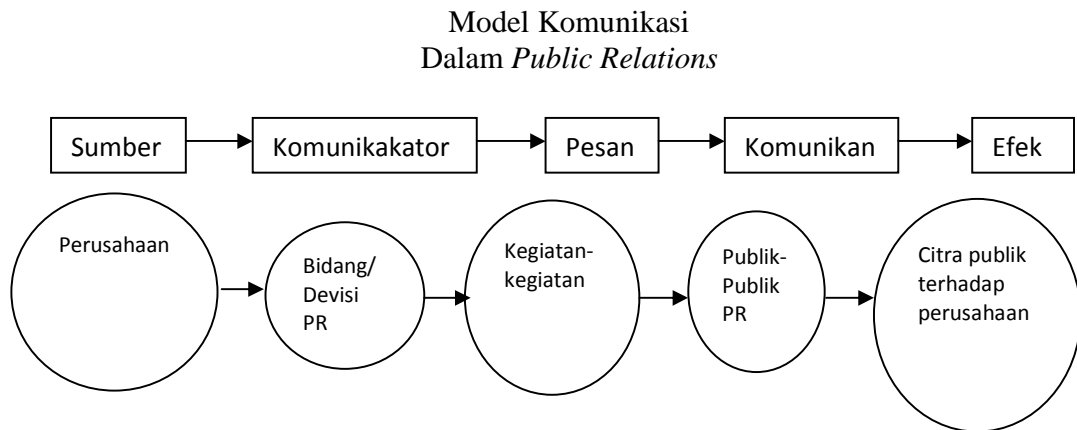 Model Komunikasi
Dalam Public Relations
Sumber
Komunikakator
Pesan
Komunikan
Efek
Perusahaan
Bidang/
Devisi
PR
Kegiatan-
kegiatan
Publik-
Publik
PR
Citra publik
terhadap
perusahaan